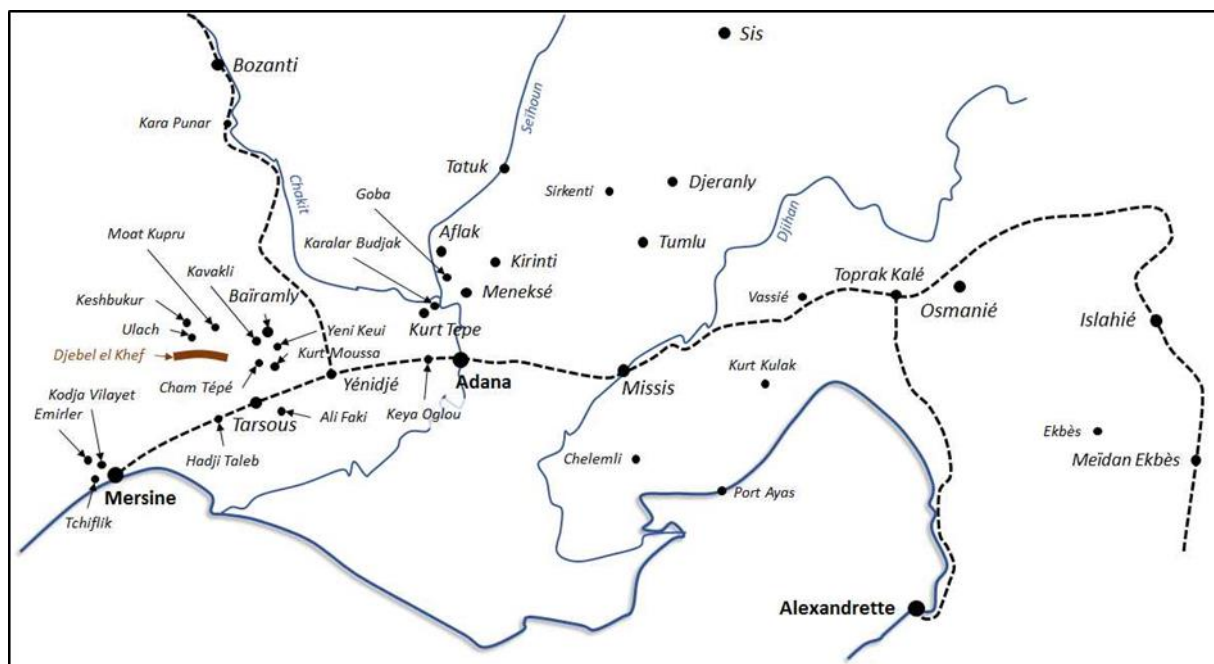 Sis
Bozanti
Kara Punar
Seïhoun
Tatuk
Chakit
Goba
Sirkenti
Djeranly
Djihan
Moat Kupru
Karalar Budjak
Aflak
Tumlu
Kavakli
Kirinti
Keshbukur
Baïramly
Meneksé
Toprak Kalé
Vassié
Osmanié
Ulach
Yeni Keui
Kurt Tepe
Islahié
Djebel el Khef
Kurt Moussa
Kurt Kulak
Cham Tépé
Yénidjé
Adana
Missis
Kodja Vilayet
Emirler
Tarsous
Ali Faki
Keya Oglou
Ekbès
Hadji Taleb
Chelemli
Meïdan Ekbès
Mersine
Port Ayas
Tchiflik
Alexandrette